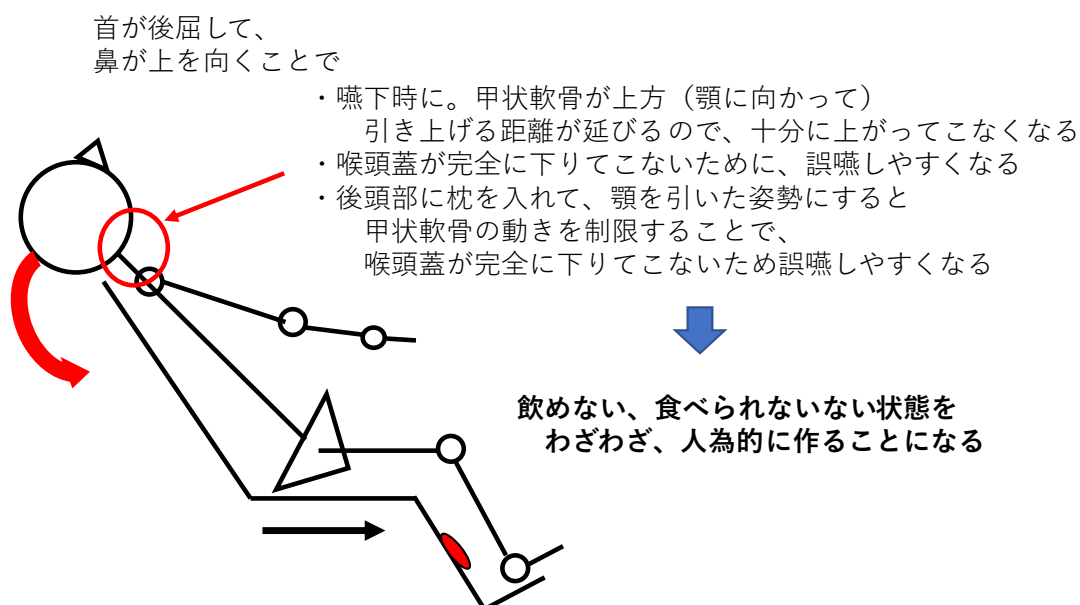 首が後屈して、
鼻が上を向くことで
・嚥下時に。甲状軟骨が上方（顎に向かって）
引き上げる距離が延びるので、十分に上がってこなくなる
・喉頭蓋が完全に下りてこないために、誤嚥しやすくなる
・後頭部に枕を入れて、顎を引いた姿勢にすると
甲状軟骨の動きを制限することで、
喉頭蓋が完全に下りてこないため誤嚥しやすくなる
飲めない、食べられないない状態を
わざわざ、人為的に作ることになる